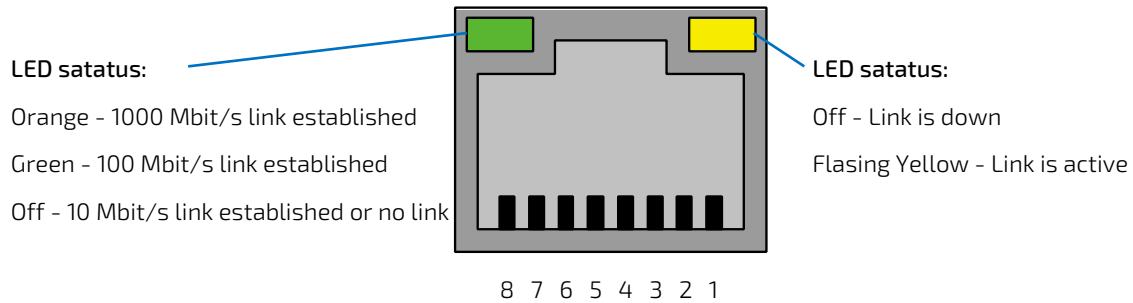 LED satatus:
Orange - 1000 Mbit/s link established
Green - 100 Mbit/s link established
Off - 10 Mbit/s link established or no link
LED satatus:
Off - Link is down
Flasing Yellow - Link is active
8 7 6 5 4 3 2 1